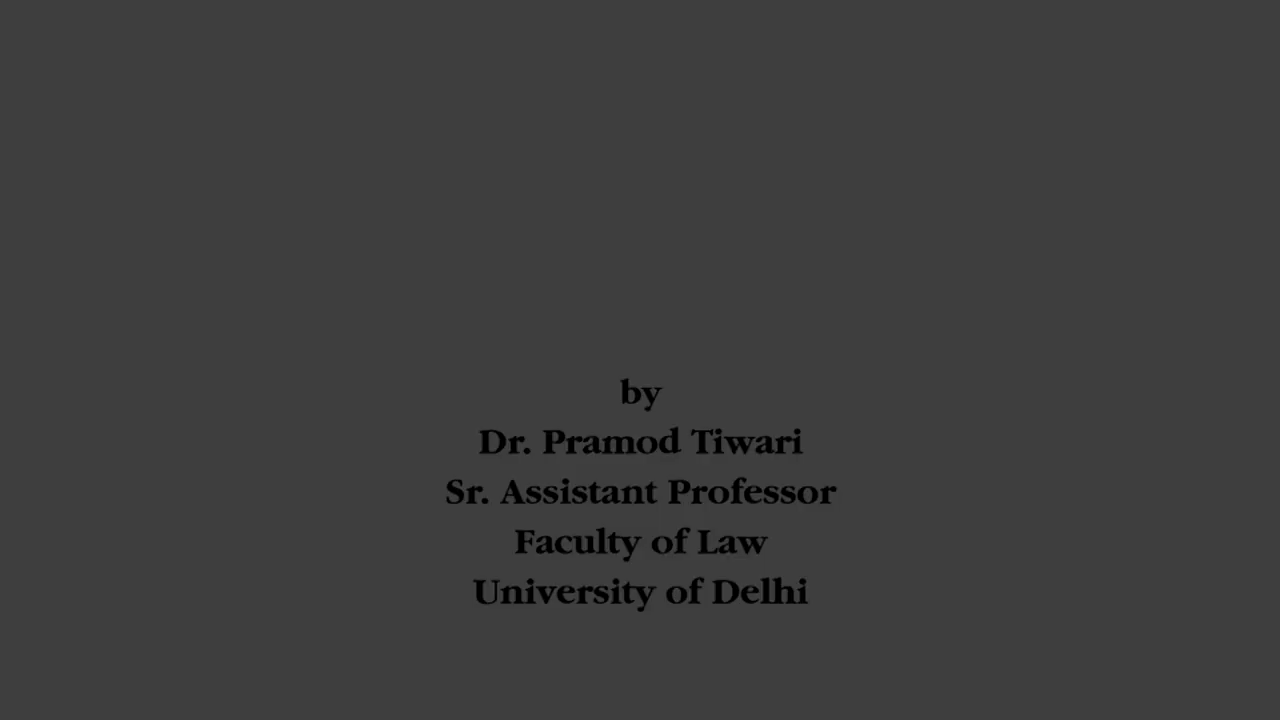 by
Dr. Pramod Tiwari
Sr. Assistant Professor
Faculty of Law
University of Delhi